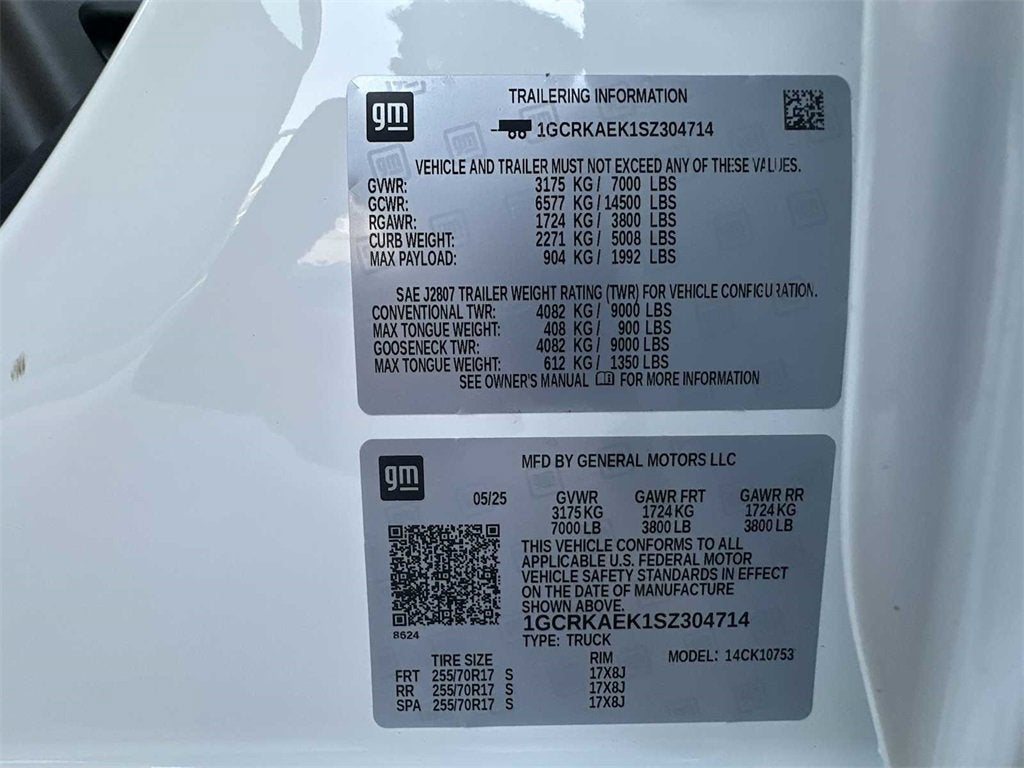 gm
TRAILERING INFORMATION
1GCRKAEK1SZ304714
VEHICLE AND TRAILER MUST NOT EXCEED ANY OF THESE VALUES.
GVWR: 3175 KG / 7000 LBS
GCWR: 6577 KG / 14500 LBS
RGAWR: 1724 KG / 3800 LBS
CURB WEIGHT: 2271 KG / 5008 LBS
MAX PAYLOAD: 904 KG / 1992 LBS
SAE J2807 TRAILER WEIGHT RATING (TWR) FOR VEHICLE CONFIGURATION.
CONVENTIONAL TWR: 4082 KG / 9000 LBS
MAX TONGUE WEIGHT: 408 KG / 900 LBS
GOOSENECK TWR: 4082 KG / 9000 LBS
MAX TONGUE WEIGHT: 612 KG / 1350 LBS
SEE OWNER'S MANUAL FOR MORE INFORMATION
gm
MFD BY GENERAL MOTORS LLC
05/25 GVWR GAWR FRT GAWR RR
3175 KG 1724 KG 1724 KG
7000 LB 3800 LB 3800 LB
THIS VEHICLE CONFORMS TO ALL
APPLICABLE U.S. FEDERAL MOTOR
VEHICLE SAFETY STANDARDS IN EFFECT
ON THE DATE OF MANUFACTURE
SHOWN ABOVE.
1GCRKAEK1SZ304714
8624
TYPE: TRUCK
TIRE SIZE RIM MODEL: 14CK10753
FRT 255/70R17 S 17X8J
RR 255/70R17 S 17X8J
SPA 255/70R17 S 17X8J